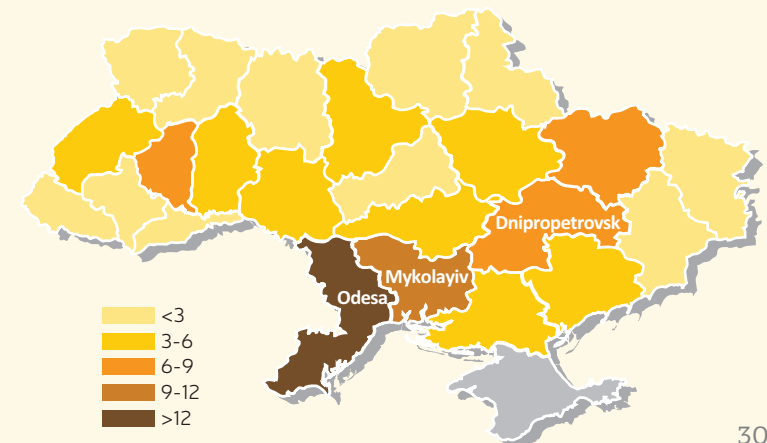 Dnipropetrovsk
Mykolayiv
Odesa
<3
3-6
6-9
9-12
>12
30